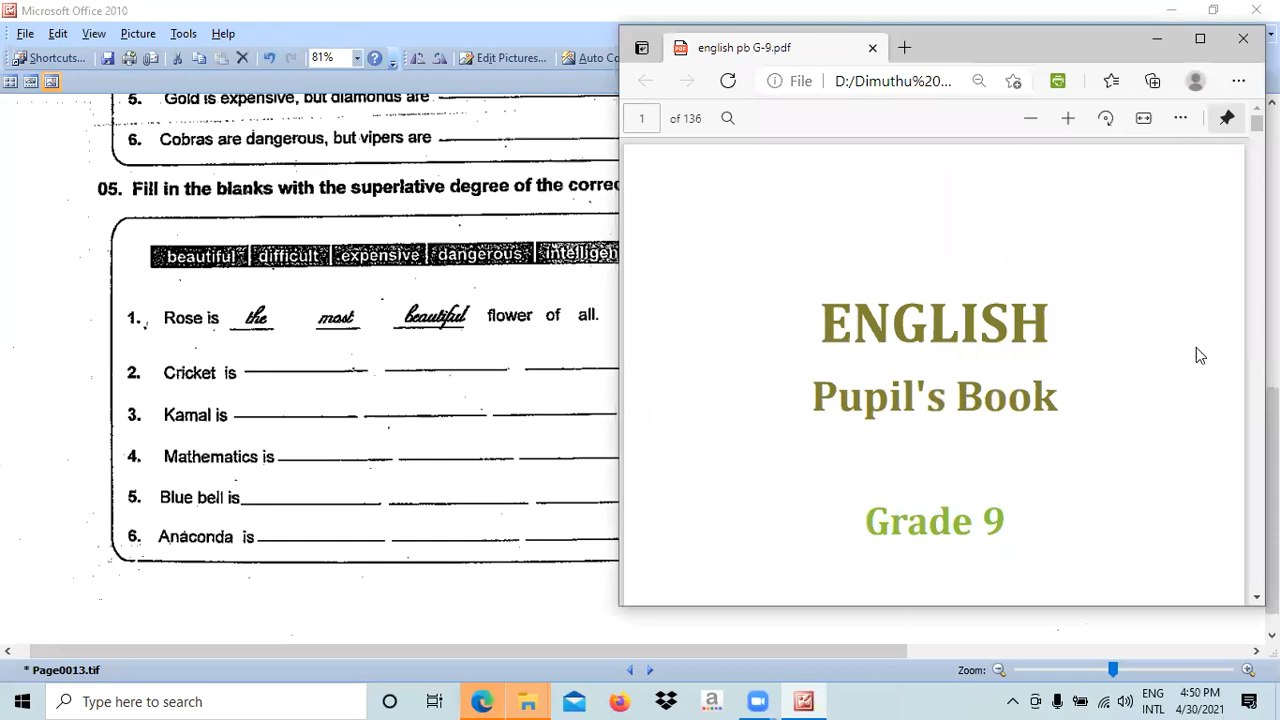 Microsoft Office 2010
File Edit View Picture Tools Help
Shortcuts... 81% Edit Pictures... Auto Co
5. Gold is expensive, but diamonds are
6. Cobras are dangerous, but vipers are
05. Fill in the blanks with the superlative degree of the correc
beautiful difficult expensive dangerous intelligen
1. Rose is the most beautiful flower of all.
2. Cricket is
3. Kamal is
4. Mathematics is
5. Blue bell is
6. Anaconda is
english pb G-9.pdf
File D:/Dimuthu%20...
1 of 136
ENGLISH
Pupil's Book
Grade 9
* Page0013.tif
Zoom:
Type here to search
ENG 4:50 PM
INTL 4/30/2021